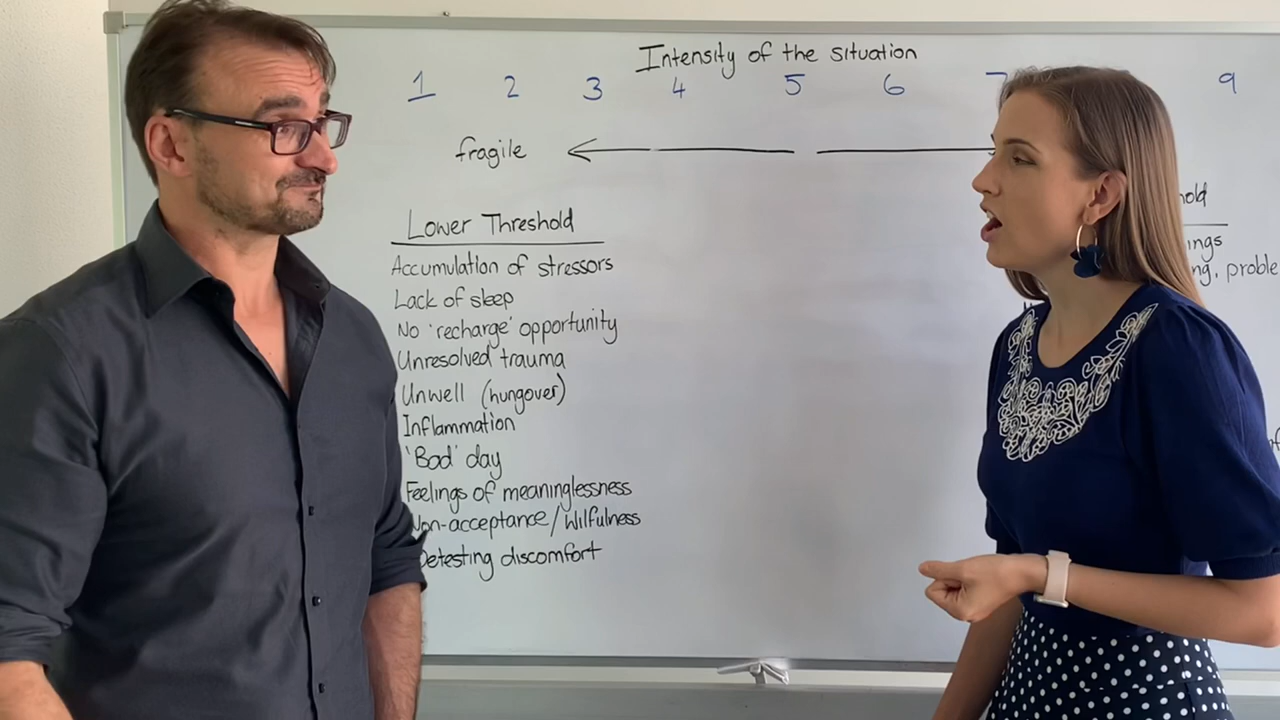 Intensity of the situation
1 2 3 4 5 6 7 9
fragile
Lower Threshold
Accumulation of stressors
Lack of sleep
No 'recharge' opportunity
Unresolved trauma
Unwell (hungover)
Inflammation
'Bad' day
Feelings of meaninglessness
Non-acceptance/Wilfulness
Detesting discomfort